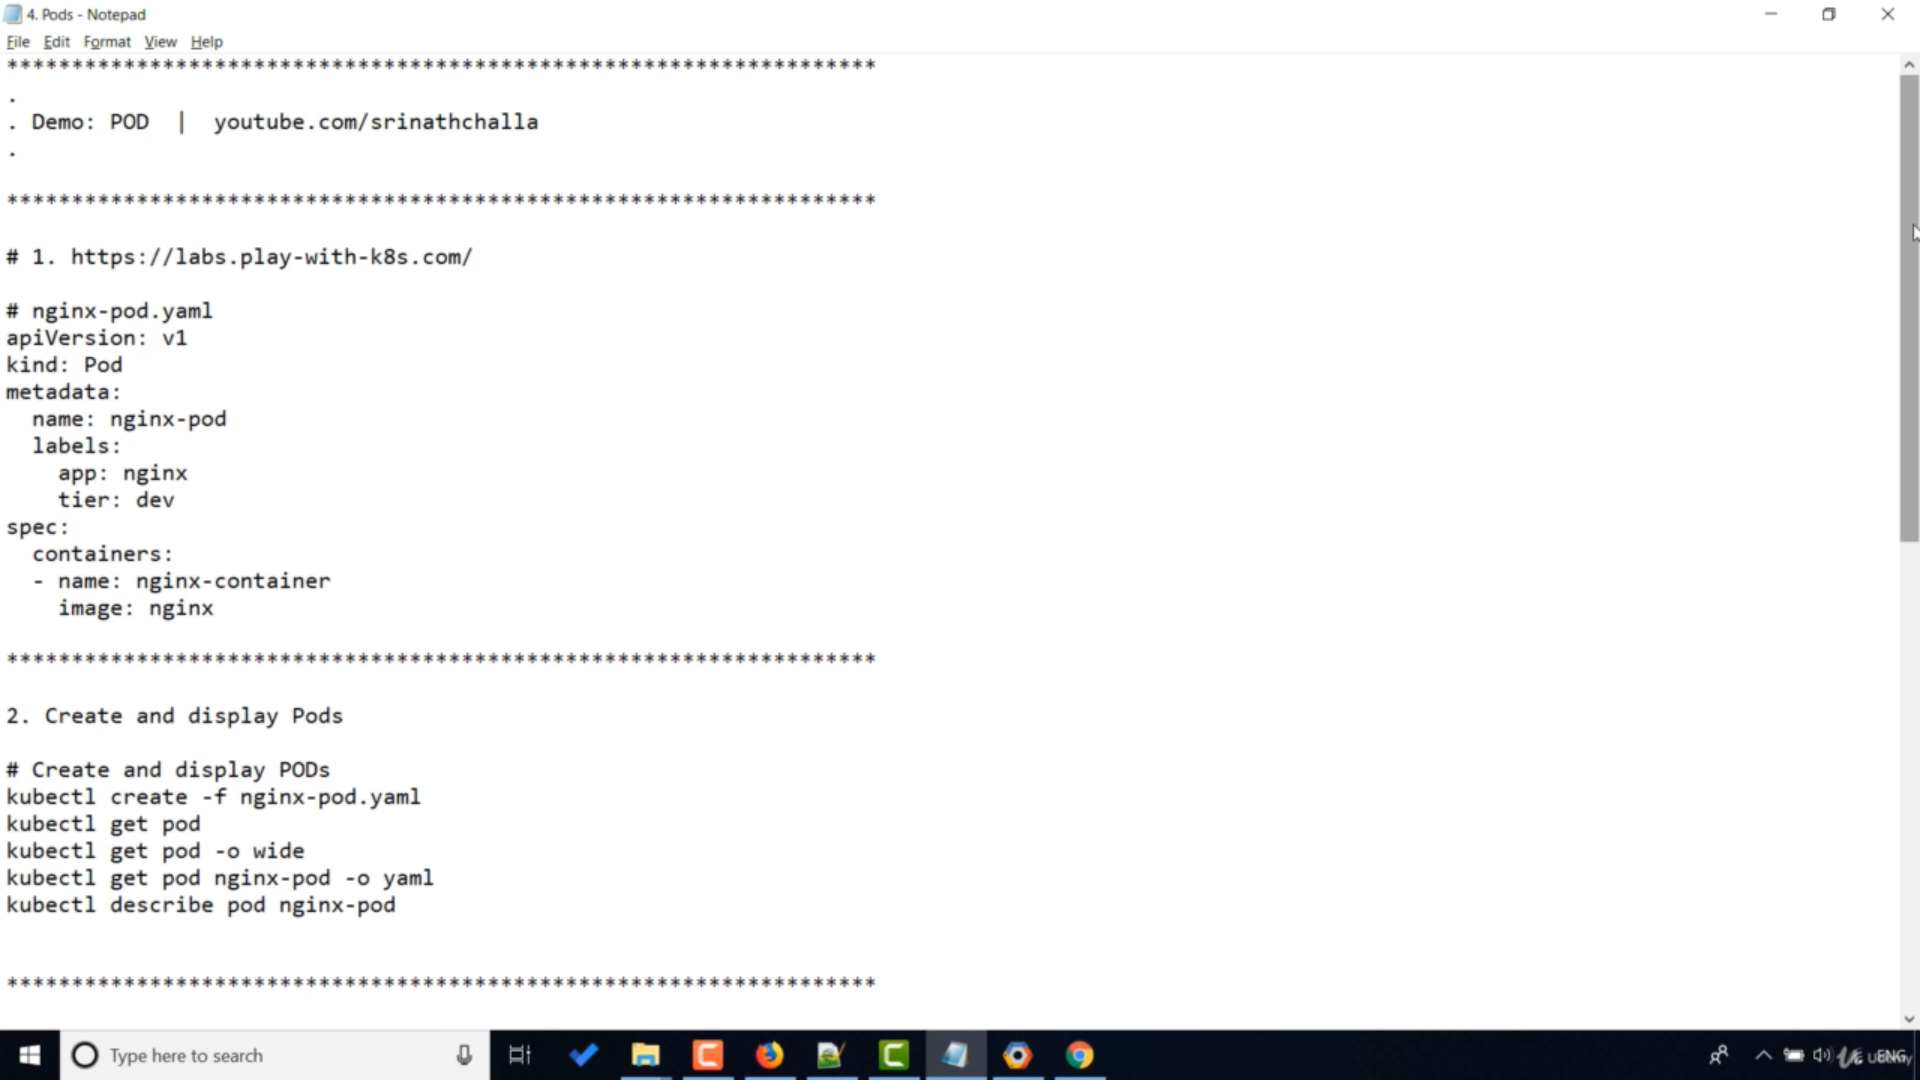 4. Pods - Notepad
File Edit Format View Help
*******************************************************************
.
. Demo: POD | youtube.com/srinathchalla
.
*******************************************************************
# 1. https://labs.play-with-k8s.com/
# nginx-pod.yaml
apiVersion: v1
kind: Pod
metadata:
  name: nginx-pod
  labels:
    app: nginx
    tier: dev
spec:
  containers:
  - name: nginx-container
    image: nginx
*******************************************************************
2. Create and display Pods
# Create and display PODs
kubectl create -f nginx-pod.yaml
kubectl get pod
kubectl get pod -o wide
kubectl get pod nginx-pod -o yaml
kubectl describe pod nginx-pod
*******************************************************************
Type here to search
ENG